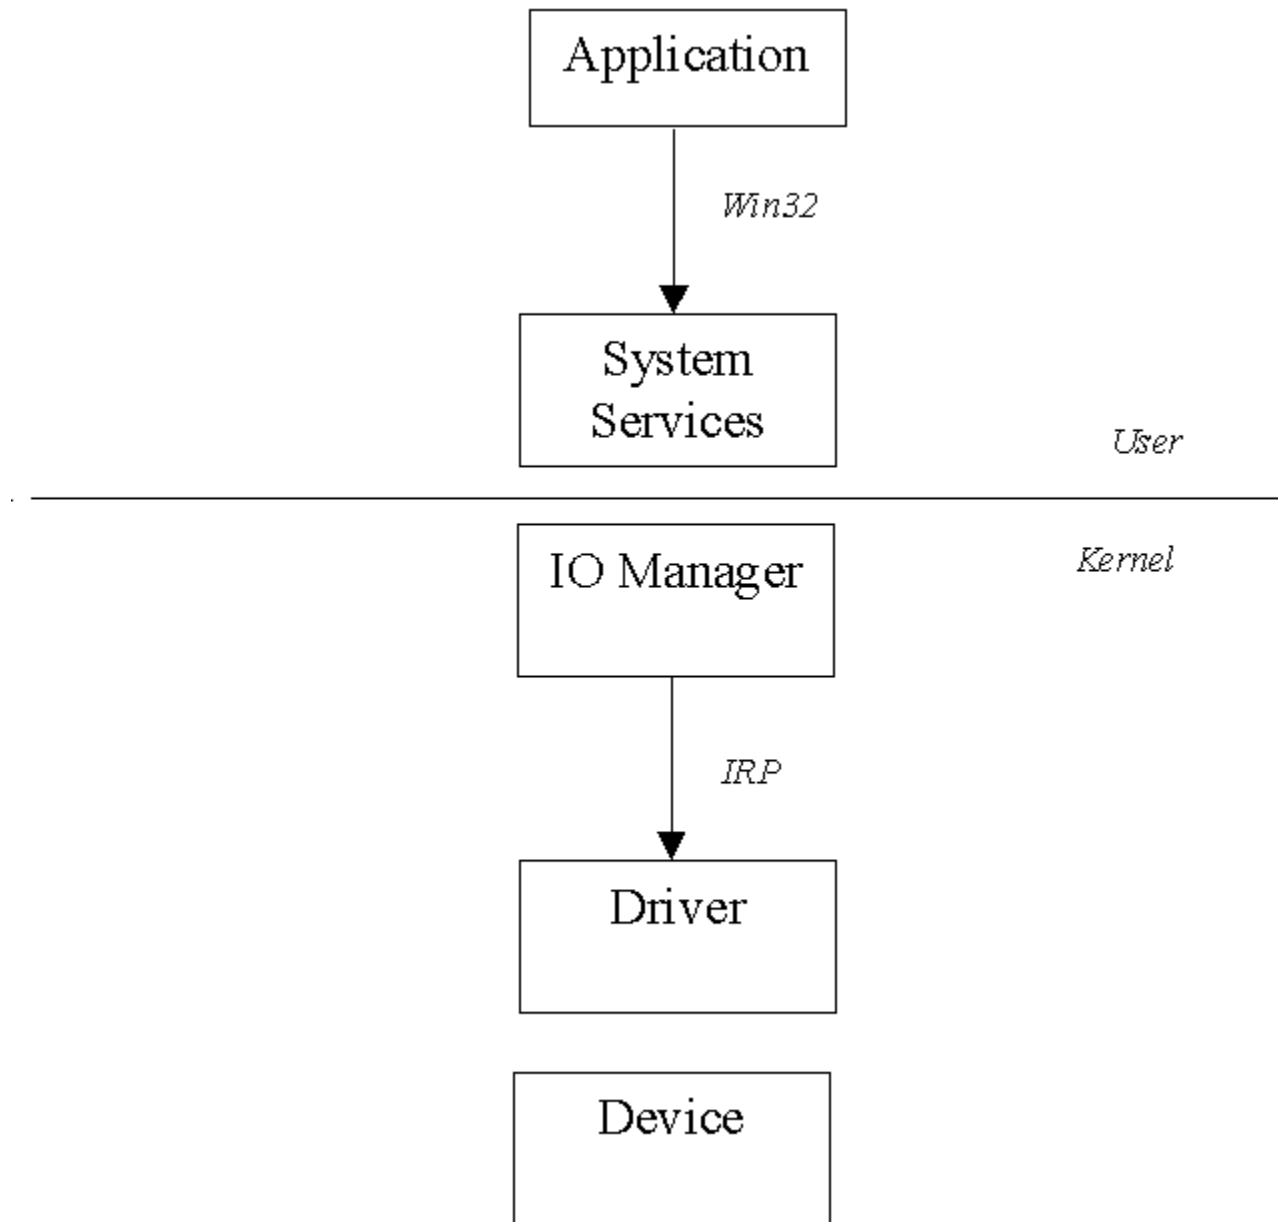 Application
Win32
System
Services
User
Kernel
IO Manager
IRP
Driver
Device